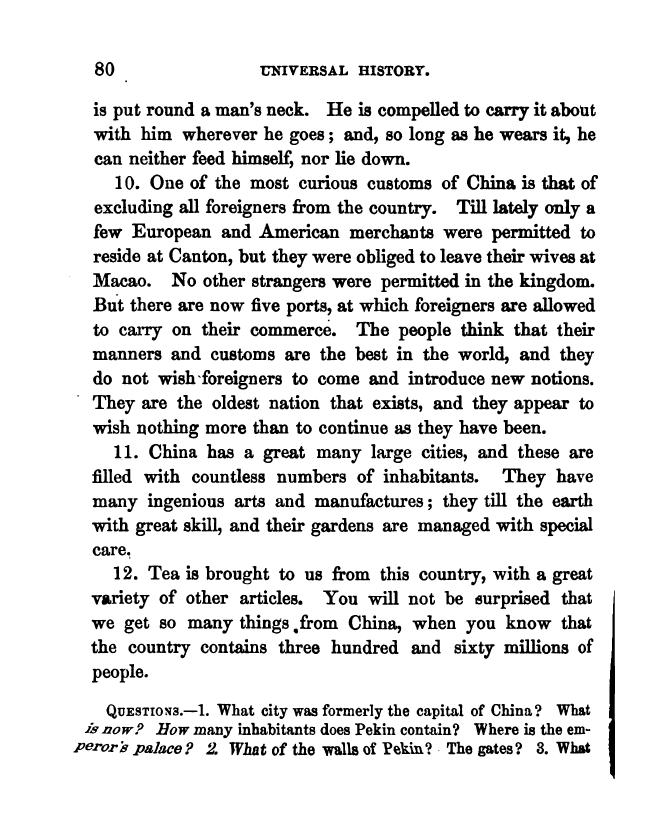 80 UNIVERSAL HISTORY.
is put round a man's neck. He is compelled to carry it about
with him wherever he goes; and, so long as he wears it, he
can neither feed himself, nor lie down.
10. One of the most curious customs of China is that of
excluding all foreigners from the country. Till lately only a
few European and American merchants were permitted to
reside at Canton, but they were obliged to leave their wives at
Macao. No other strangers were permitted in the kingdom.
But there are now five ports, at which foreigners are allowed
to carry on their commerce. The people think that their
manners and customs are the best in the world, and they
do not wish foreigners to come and introduce new notions.
They are the oldest nation that exists, and they appear to
wish nothing more than to continue as they have been.
11. China has a great many large cities, and these are
filled with countless numbers of inhabitants. They have
many ingenious arts and manufactures; they till the earth
with great skill, and their gardens are managed with special
care.
12. Tea is brought to us from this country, with a great
variety of other articles. You will not be surprised that
we get so many things from China, when you know that
the country contains three hundred and sixty millions of
people.
QUESTIONS.—1. What city was formerly the capital of China? What
is now? How many inhabitants does Pekin contain? Where is the em-
peror's palace? 2. What of the walls of Pekin? The gates? 3. What